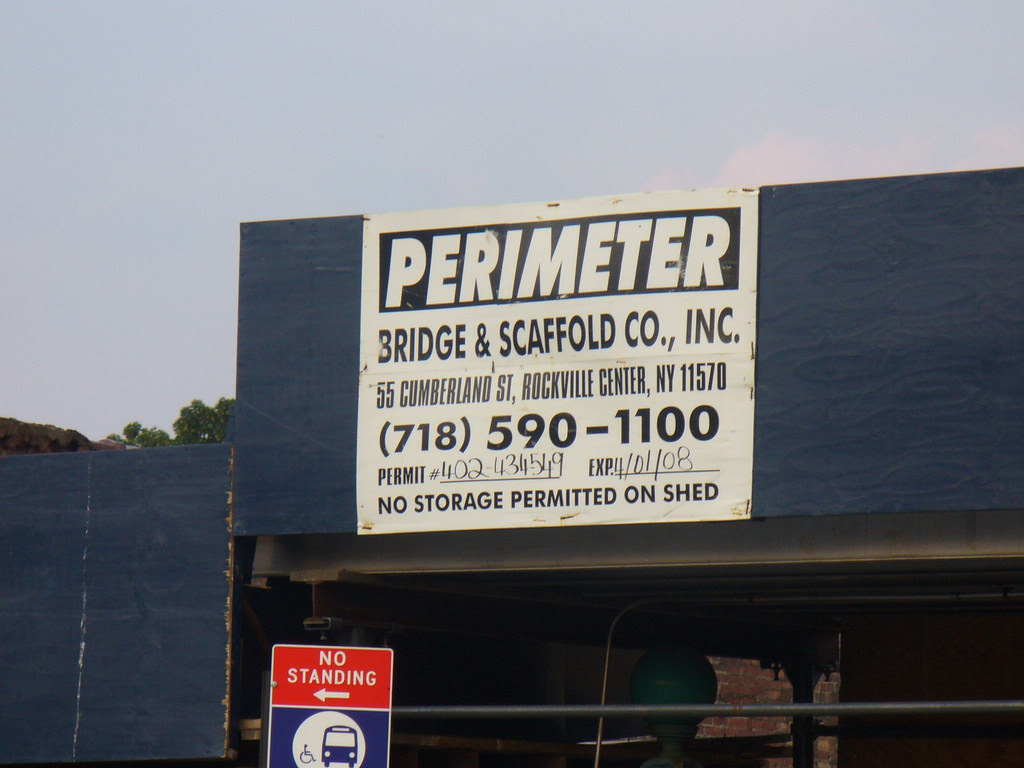 PERIMETER
BRIDGE & SCAFFOLD CO., INC.
55 CUMBERLAND ST, ROCKVILLE CENTER, NY 11570
(718) 590-1100
PERMIT #402-434549 EXP.4/01/08
NO STORAGE PERMITTED ON SHED
NO
STANDING